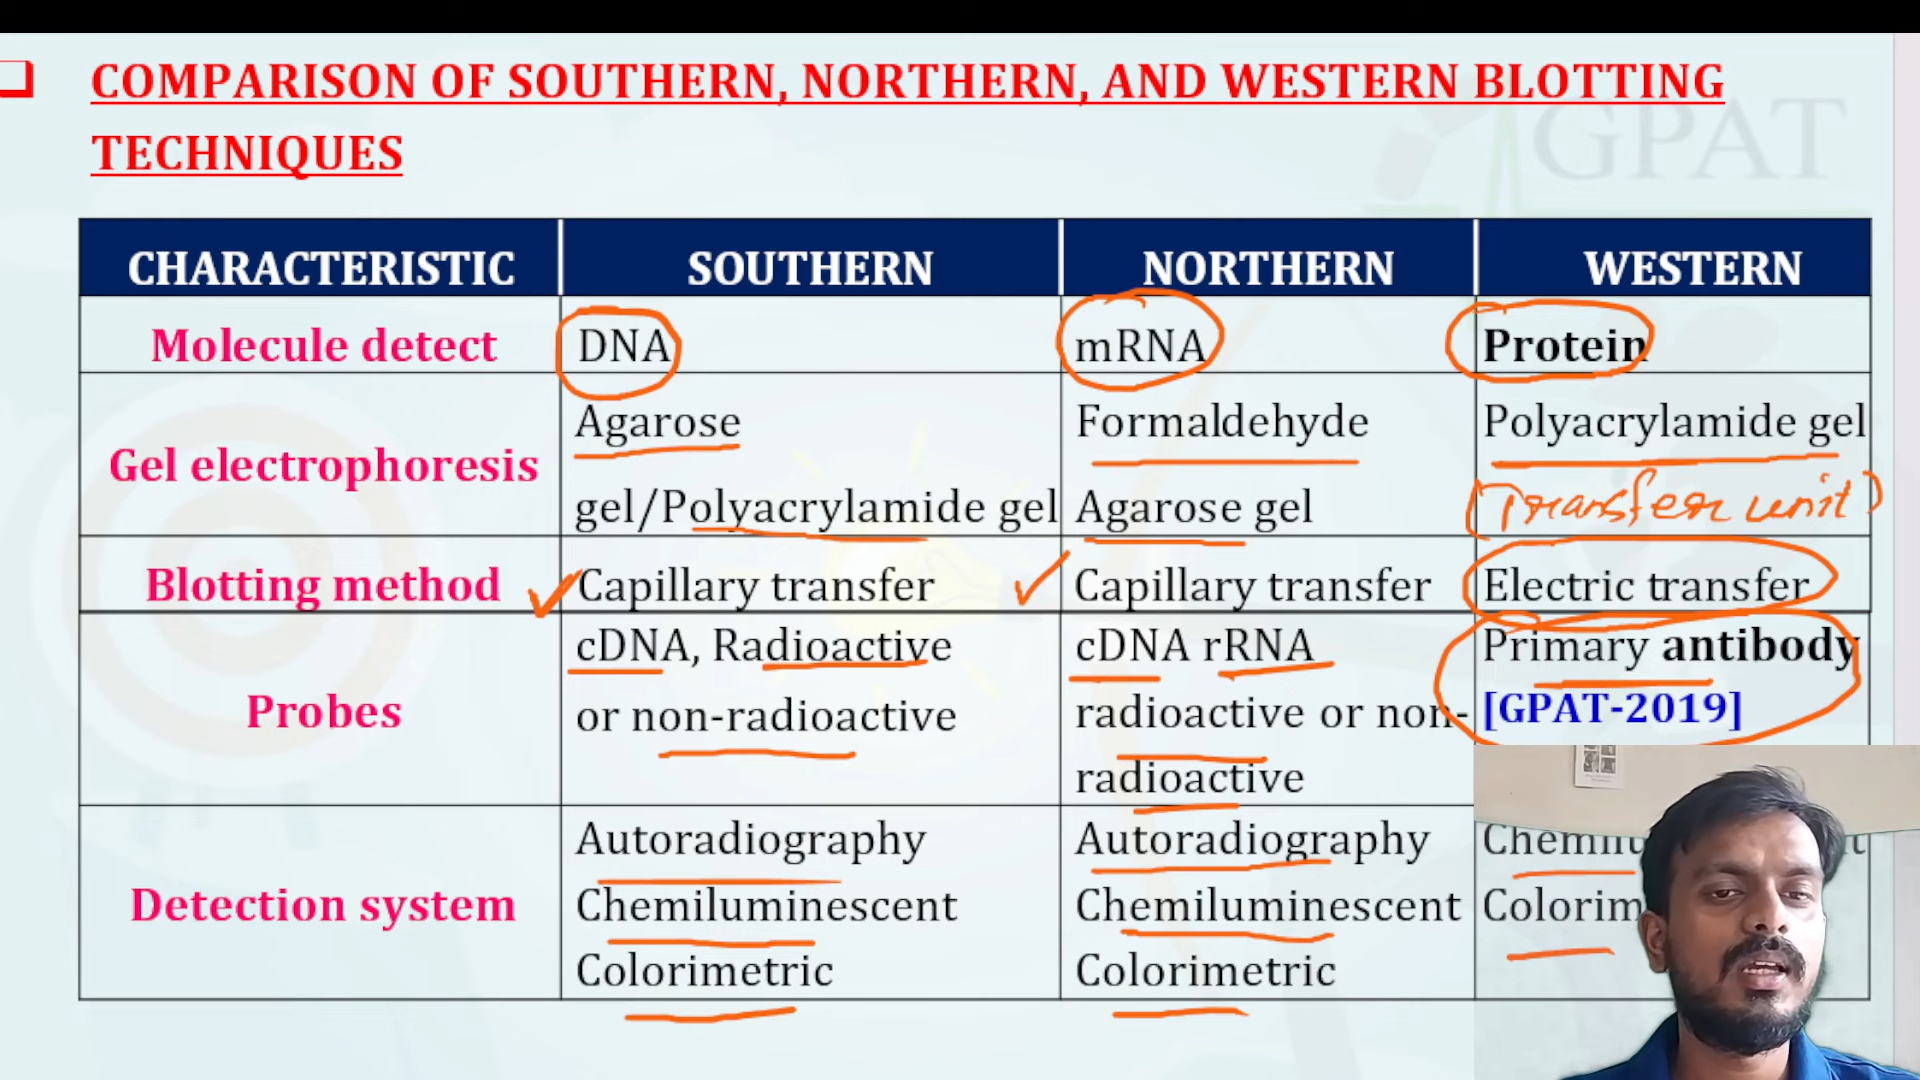 COMPARISON OF SOUTHERN, NORTHERN, AND WESTERN BLOTTING
TECHNIQUES
GPAT
CHARACTERISTIC SOUTHERN NORTHERN WESTERN
Molecule detect DNA mRNA Protein
Gel electrophoresis
Agarose
gel/Polyacrylamide gel
Formaldehyde
Agarose gel
Polyacrylamide gel
(Transfer unit)
Blotting method Capillary transfer Capillary transfer Electric transfer
Probes
cDNA, Radioactive
or non-radioactive
cDNA rRNA
radioactive or non-
radioactive
Primary antibody
[GPAT-2019]
Detection system
Autoradiography
Chemiluminescent
Colorimetric
Autoradiography
Chemiluminescent
Colorimetric